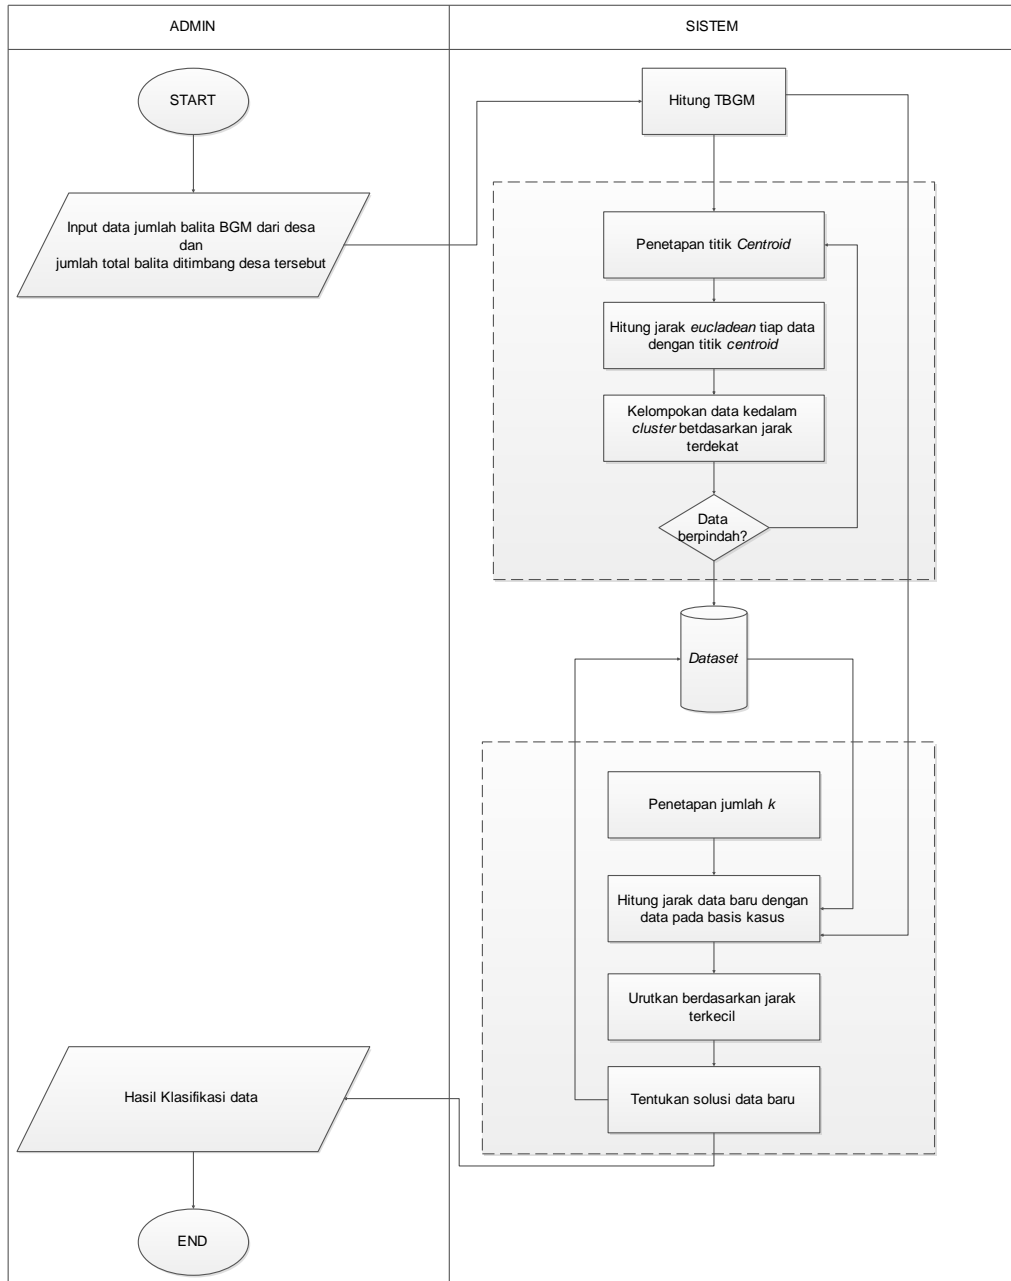 ADMIN
SISTEM
START
Hitung TBGM
Input data jumlah balita BGM dari desa
dan
jumlah total balita ditimbang desa tersebut
Penetapan titik Centroid
Hitung jarak eucladean tiap data
dengan titik centroid
Kelompokan data kedalam
cluster betdasarkan jarak
terdekat
Data
berpindah?
Dataset
Penetapan jumlah k
Hitung jarak data baru dengan
data pada basis kasus
Urutkan berdasarkan jarak
terkecil
Tentukan solusi data baru
Hasil Klasifikasi data
END